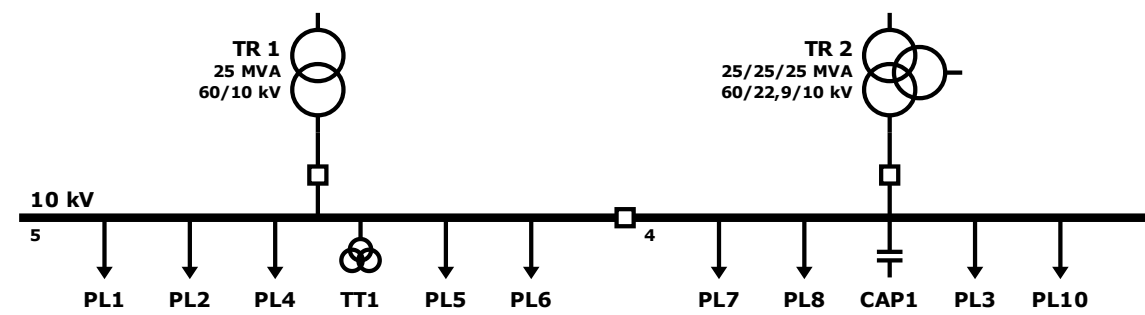 TR 1
25 MVA
60/10 kV
TR 2
25/25/25 MVA
60/22,9/10 kV
10 kV
5
4
PL1
PL2
PL4
TT1
PL5
PL6
PL7
PL8
CAP1
PL3
PL10